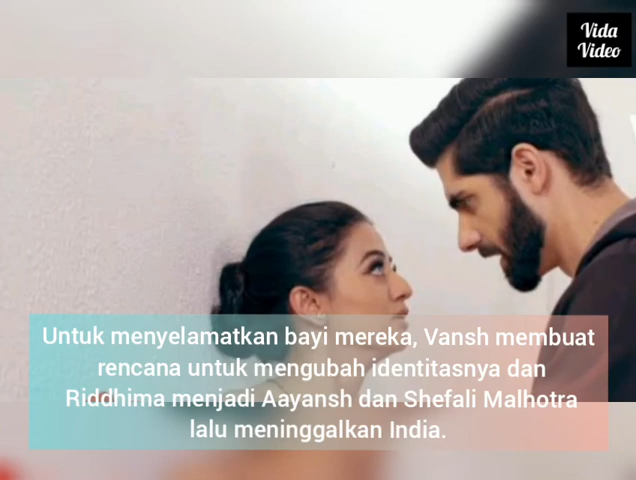 Vida
Video
Untuk menyelamatkan bayi mereka, Vansh membuat
rencana untuk mengubah identitasnya dan
Riddhima menjadi Aayansh dan Shefali Malhotra
lalu meninggalkan India.